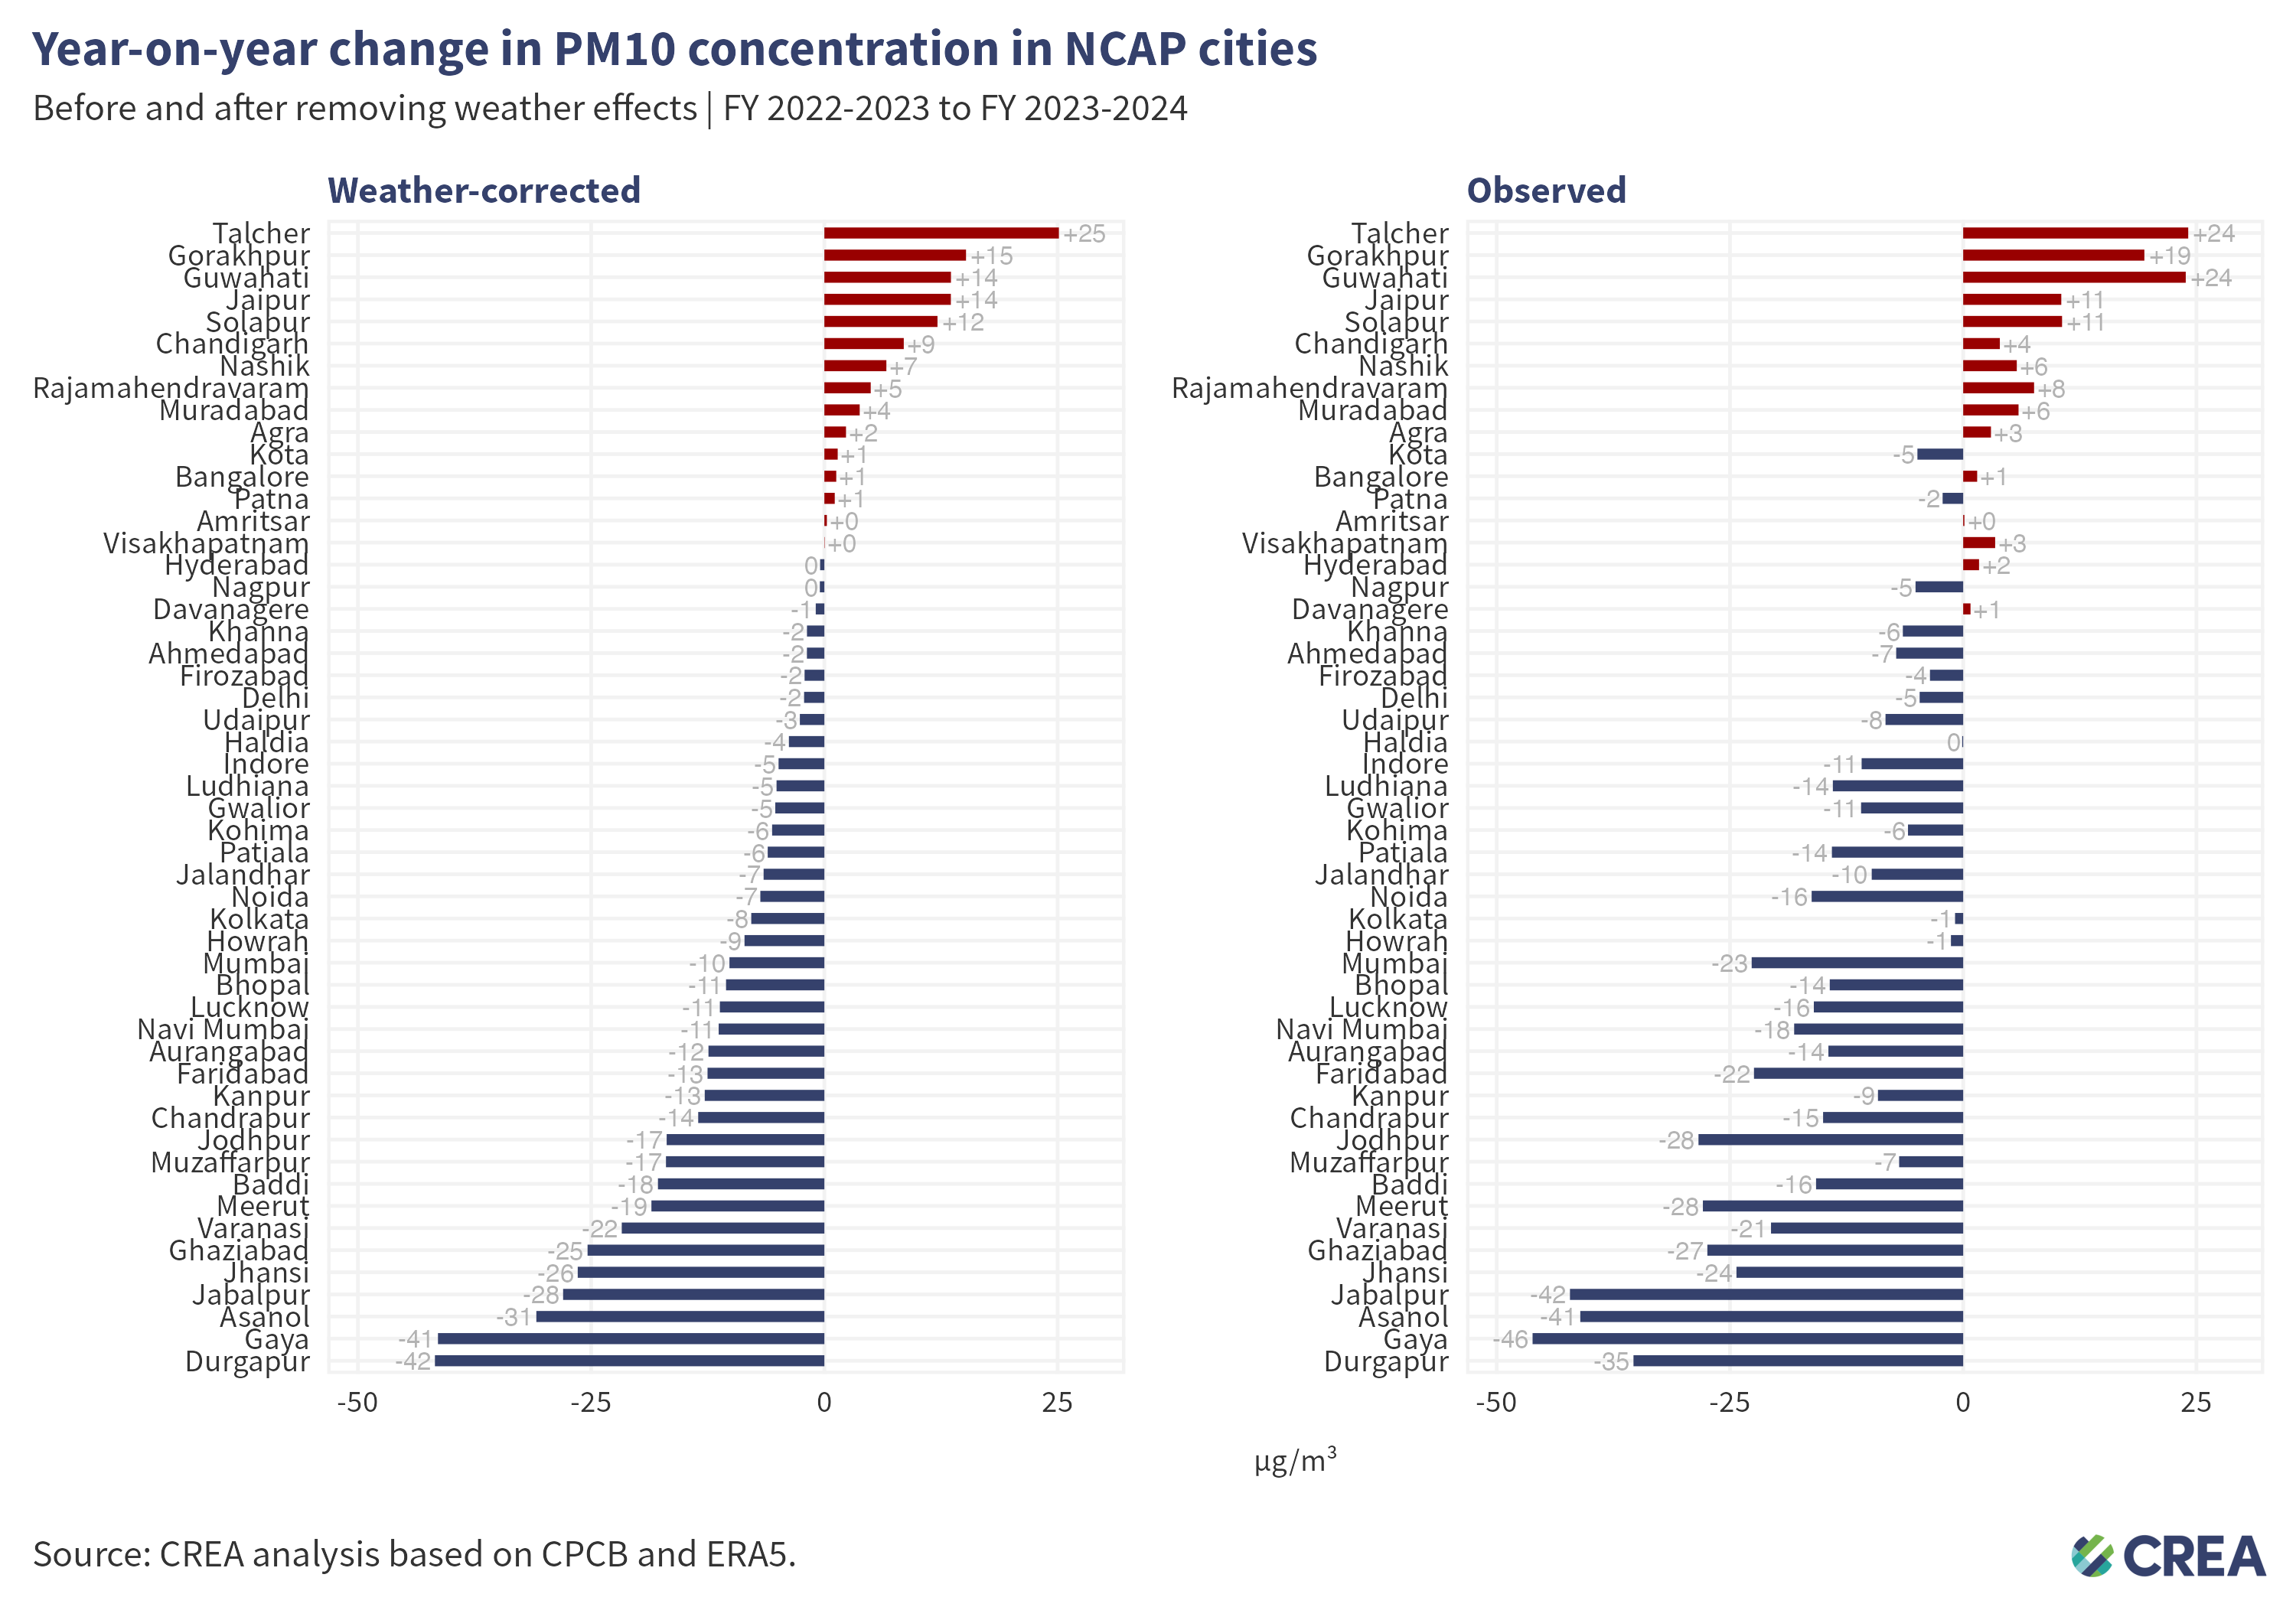 Year-on-year change in PM10 concentration in NCAP cities
Before and after removing weather effects | FY 2022-2023 to FY 2023-2024
Weather-corrected
Talcher +25
Gorakhpur +15
Guwahati +14
Jaipur +14
Solapur +12
Chandigarh +9
Nashik +7
Rajamahendravaram +5
Muradabad +4
Agra +2
Kota +1
Bangalore +1
Patna +1
Amritsar +0
Visakhapatnam +0
Hyderabad 0
Nagpur 0
Davanagere -1
Khanna -2
Ahmedabad -2
Firozabad -2
Delhi -2
Udaipur -3
Haldia -4
Indore -5
Ludhiana -5
Gwalior -5
Kohima -6
Patiala -6
Jalandhar -7
Noida -7
Kolkata -8
Howrah -9
Mumbai -10
Bhopal -11
Lucknow -11
Navi Mumbai -11
Aurangabad -12
Faridabad -13
Kanpur -13
Chandrapur -14
Jodhpur -17
Muzaffarpur -17
Baddi -18
Meerut -19
Varanasi -22
Ghaziabad -25
Jhansi -26
Jabalpur -28
Asanol -31
Gaya -41
Durgapur -42
-50 -25 0 25
Observed
Talcher +24
Gorakhpur +19
Guwahati +24
Jaipur +11
Solapur +11
Chandigarh +4
Nashik +6
Rajamahendravaram +8
Muradabad +6
Agra +3
Kota -5
Bangalore +1
Patna -2
Amritsar +0
Visakhapatnam +3
Hyderabad +2
Nagpur -5
Davanagere +1
Khanna -6
Ahmedabad -7
Firozabad -4
Delhi -5
Udaipur -8
Haldia 0
Indore -11
Ludhiana -14
Gwalior -11
Kohima -6
Patiala -14
Jalandhar -10
Noida -16
Kolkata -1
Howrah -1
Mumbai -23
Bhopal -14
Lucknow -16
Navi Mumbai -18
Aurangabad -14
Faridabad -22
Kanpur -9
Chandrapur -15
Jodhpur -28
Muzaffarpur -7
Baddi -16
Meerut -28
Varanasi -21
Ghaziabad -27
Jhansi -24
Jabalpur -42
Asanol -41
Gaya -46
Durgapur -35
-50 -25 0 25
µg/m³
Source: CREA analysis based on CPCB and ERA5.
CREA